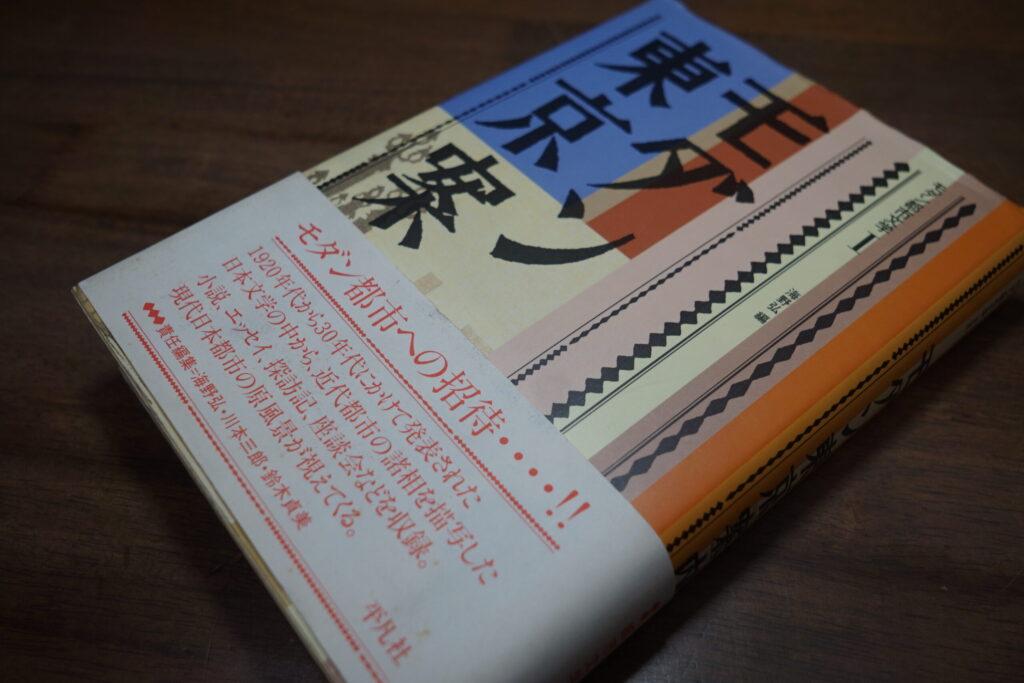 モダン
東京案
モダン都市文学 I
海野弘編
モダン都市への招待・・・・!!
1920年代から30年代にかけて発表された
日本文学の中から、近代都市の諸相を描写した
小説、エッセイ、探訪記、座談会などを収録。
現代日本都市の原風景が視えてくる。
責任編集=海野弘・川本三郎・鈴木貞美
平凡社
モダン東京案内